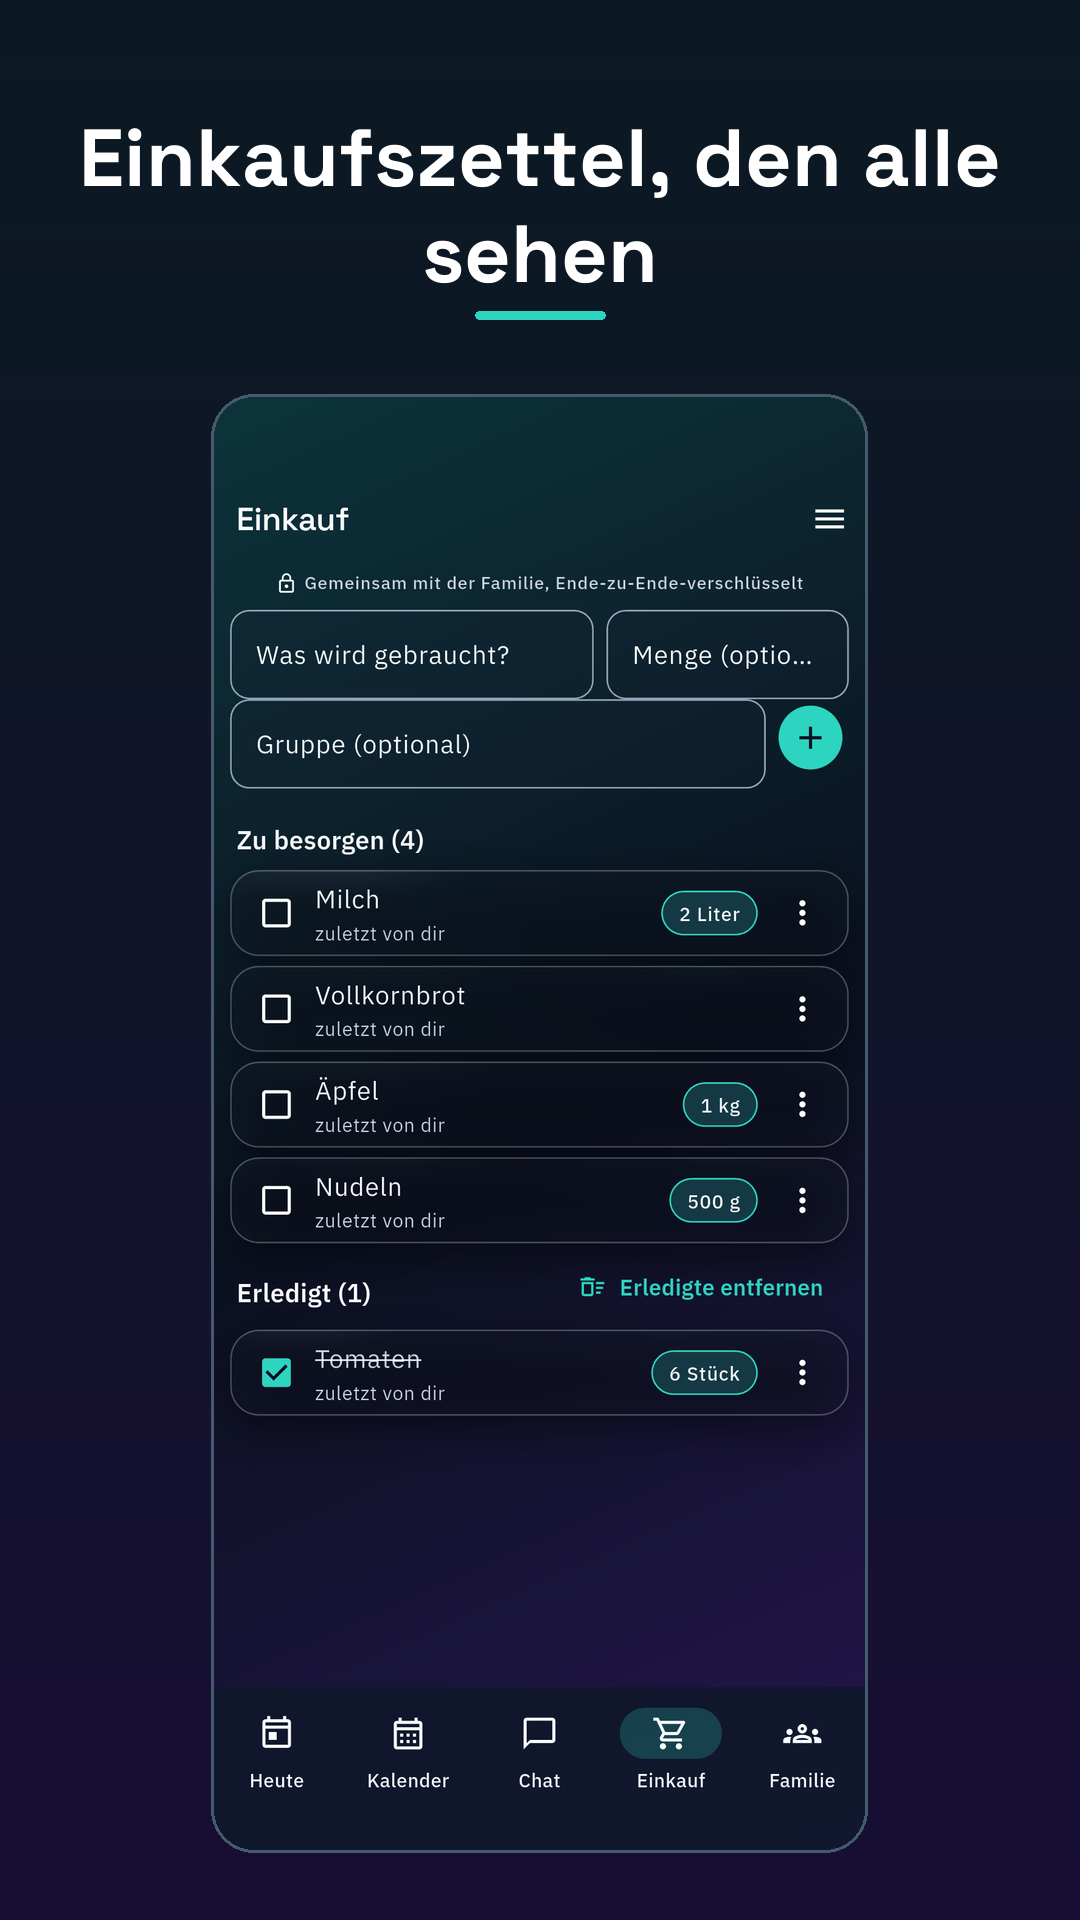 Einkaufszettel, den alle
sehen
Einkauf
Gemeinsam mit der Familie, Ende-zu-Ende-verschlüsselt
Was wird gebraucht?
Menge (optio...
Gruppe (optional)
Zu besorgen (4)
Milch
zuletzt von dir
2 Liter
Vollkornbrot
zuletzt von dir
Äpfel
zuletzt von dir
1 kg
Nudeln
zuletzt von dir
500 g
Erledigt (1)
Erledigte entfernen
Tomaten
zuletzt von dir
6 Stück
Heute
Kalender
Chat
Einkauf
Familie